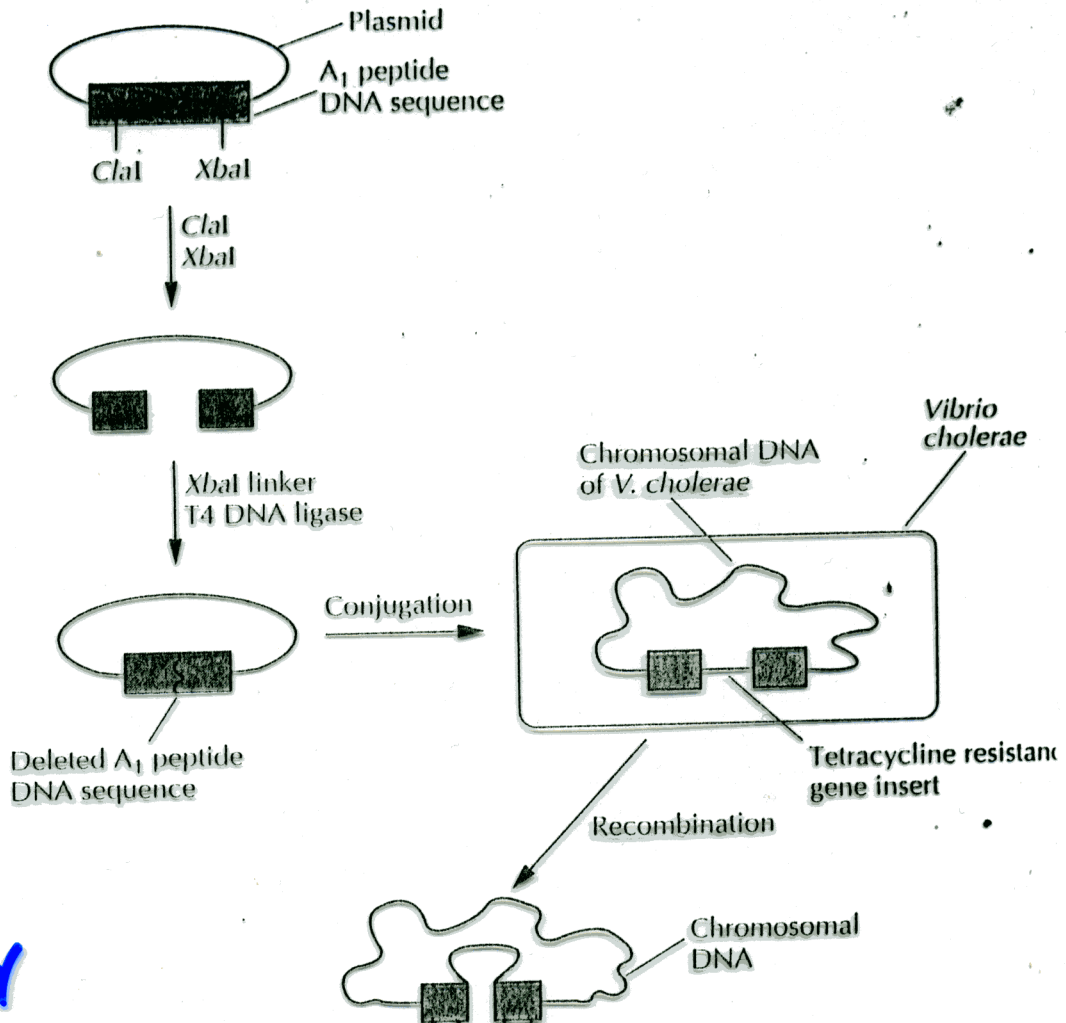 Plasmid
A1 peptide
DNA sequence
ClaI
XbaI
ClaI
XbaI
XbaI linker
T4 DNA ligase
Vibrio
cholerae
Chromosomal DNA
of V. cholerae
Conjugation
Deleted A1 peptide
DNA sequence
Tetracycline resistanc
gene insert
Recombination
Chromosomal
DNA